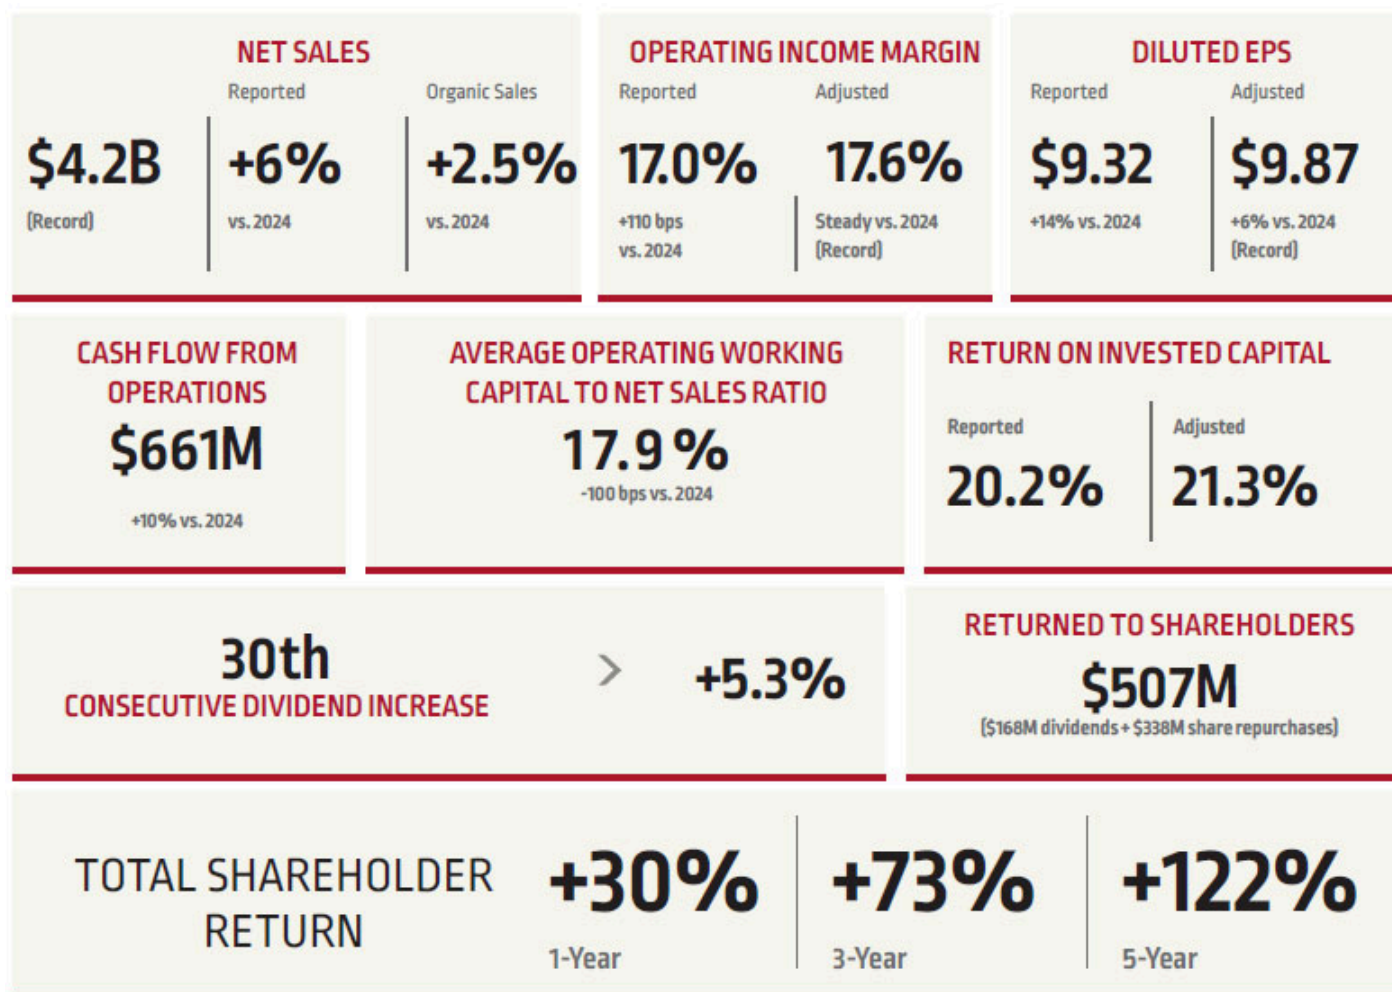 NET SALES
Reported
Organic Sales
$4.2B
+6%
+2.5%
(Record)
vs. 2024
vs. 2024
OPERATING INCOME MARGIN
Reported
Adjusted
17.0%
17.6%
+110 bps
vs. 2024
Steady vs. 2024
(Record)
DILUTED EPS
Reported
Adjusted
$9.32
$9.87
+14% vs. 2024
+6% vs. 2024
(Record)
CASH FLOW FROM
OPERATIONS
$661M
+10% vs. 2024
AVERAGE OPERATING WORKING
CAPITAL TO NET SALES RATIO
17.9 %
-100 bps vs. 2024
RETURN ON INVESTED CAPITAL
Reported
Adjusted
20.2%
21.3%
30th
CONSECUTIVE DIVIDEND INCREASE
>
+5.3%
RETURNED TO SHAREHOLDERS
$507M
($168M dividends + $338M share repurchases)
TOTAL SHAREHOLDER
RETURN
+30%
1-Year
+73%
3-Year
+122%
5-Year